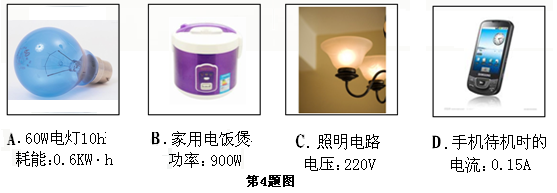 A.60W电灯10h
耗能:0.6KW·h
B.家用电饭煲
功率:900W
C.照明电路
电压:220V
D.手机待机时的
电流:0.15A
第4题图